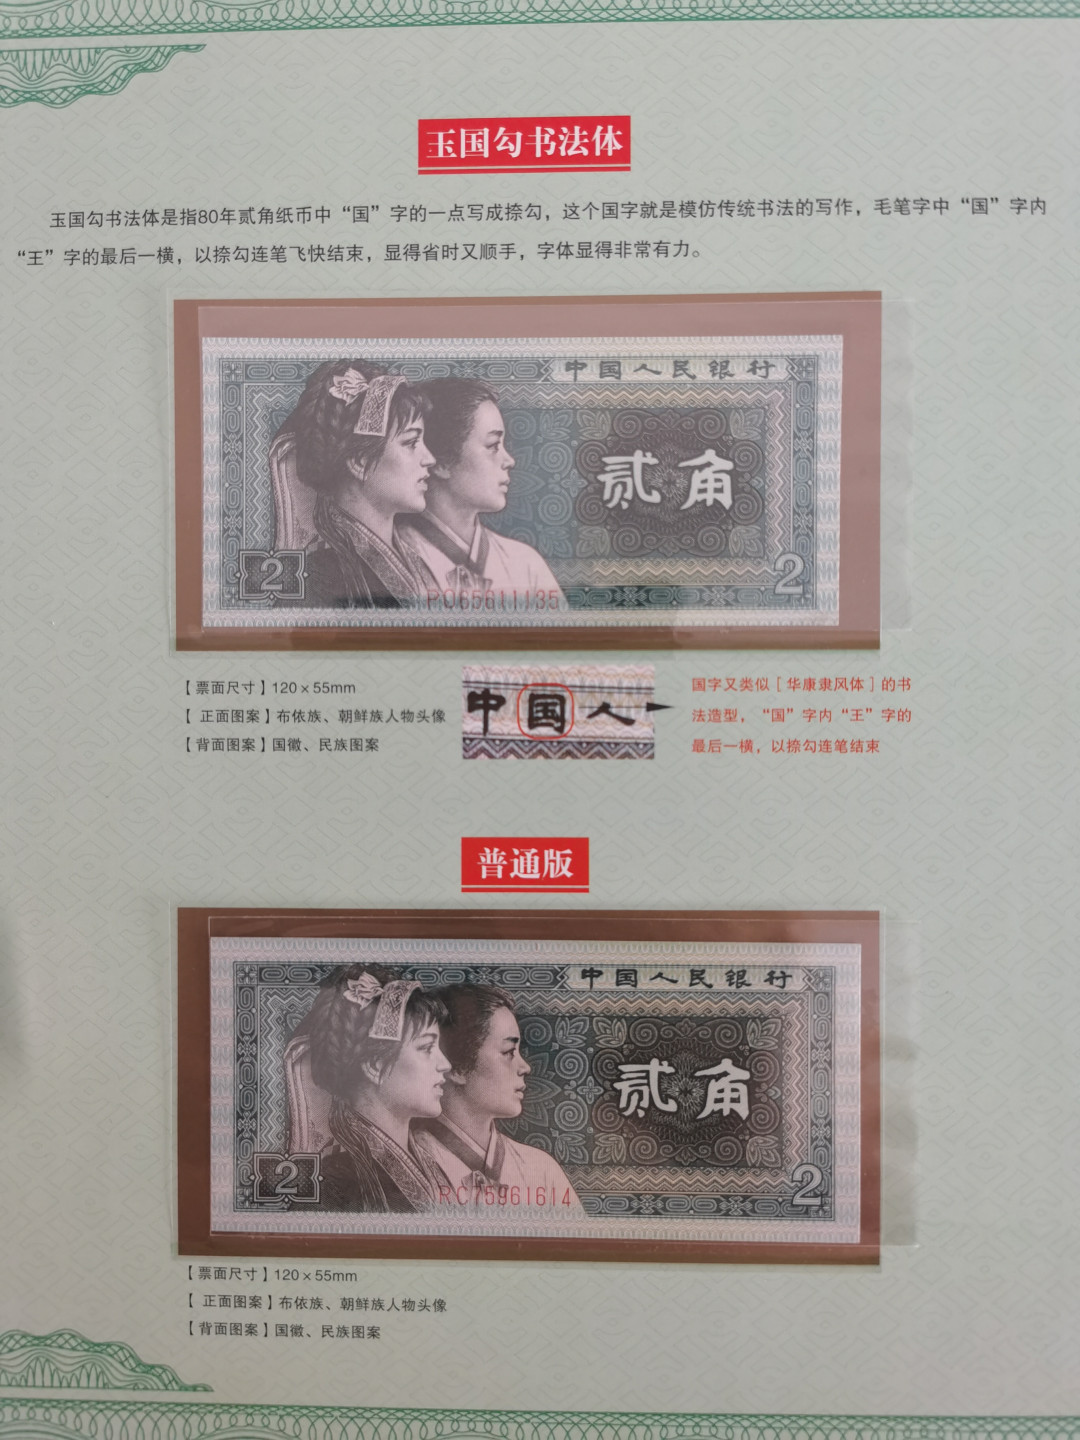 玉国勾书法体
玉国勾书法体是指80年贰角纸币中“国”字的一点写成捺勾，这个国字就是模仿传统书法的写作，毛笔字中“国”字内
“王”字的最后一横，以捺勾连笔飞快结束，显得省时又顺手，字体显得非常有力。
中国人民银行
贰角
2
2
PO65611135
【票面尺寸】120×55mm
【 正面图案】布依族、朝鲜族人物头像
【背面图案】国徽、民族图案
中国人
国字又类似［华康隶风体］的书
法造型，“国”字内“王”字的
最后一横，以捺勾连笔结束
普通版
中国人民银行
贰角
2
2
RC75961614
【票面尺寸】120×55mm
【 正面图案】布依族、朝鲜族人物头像
【背面图案】国徽、民族图案